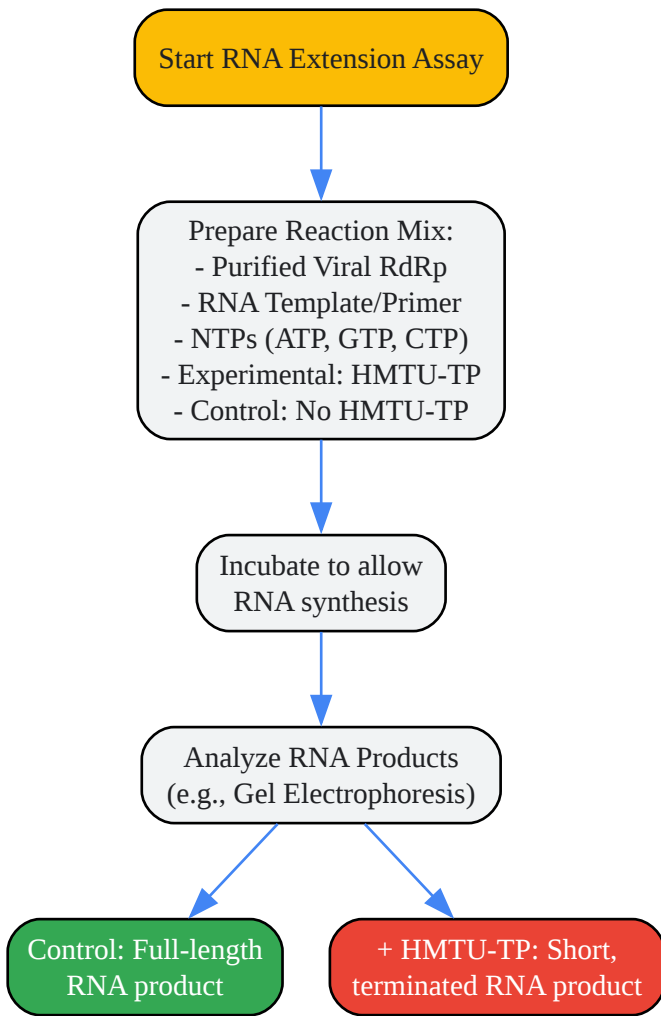 Start RNA Extension Assay
Prepare Reaction Mix:
- Purified Viral RdRp
- RNA Template/Primer
- NTPs (ATP, GTP, CTP)
- Experimental: HMTU-TP
- Control: No HMTU-TP
Incubate to allow
RNA synthesis
Analyze RNA Products
(e.g., Gel Electrophoresis)
Control: Full-length
RNA product
+ HMTU-TP: Short,
terminated RNA product